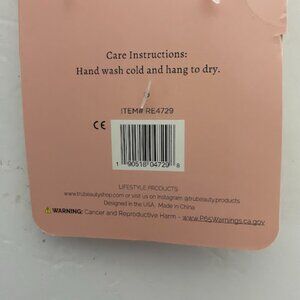 Care Instructions:
Hand wash cold and hang to dry.
ITEM# RE4729
CE
1 90518 04729 8
LIFESTYLE PRODUCTS
www.trubeautyshop.com or visit us on Instagram @trubeauty.products
Designed in the USA. Made in China
WARNING: Cancer and Reproductive Harm - www.P65Warnings.ca.gov